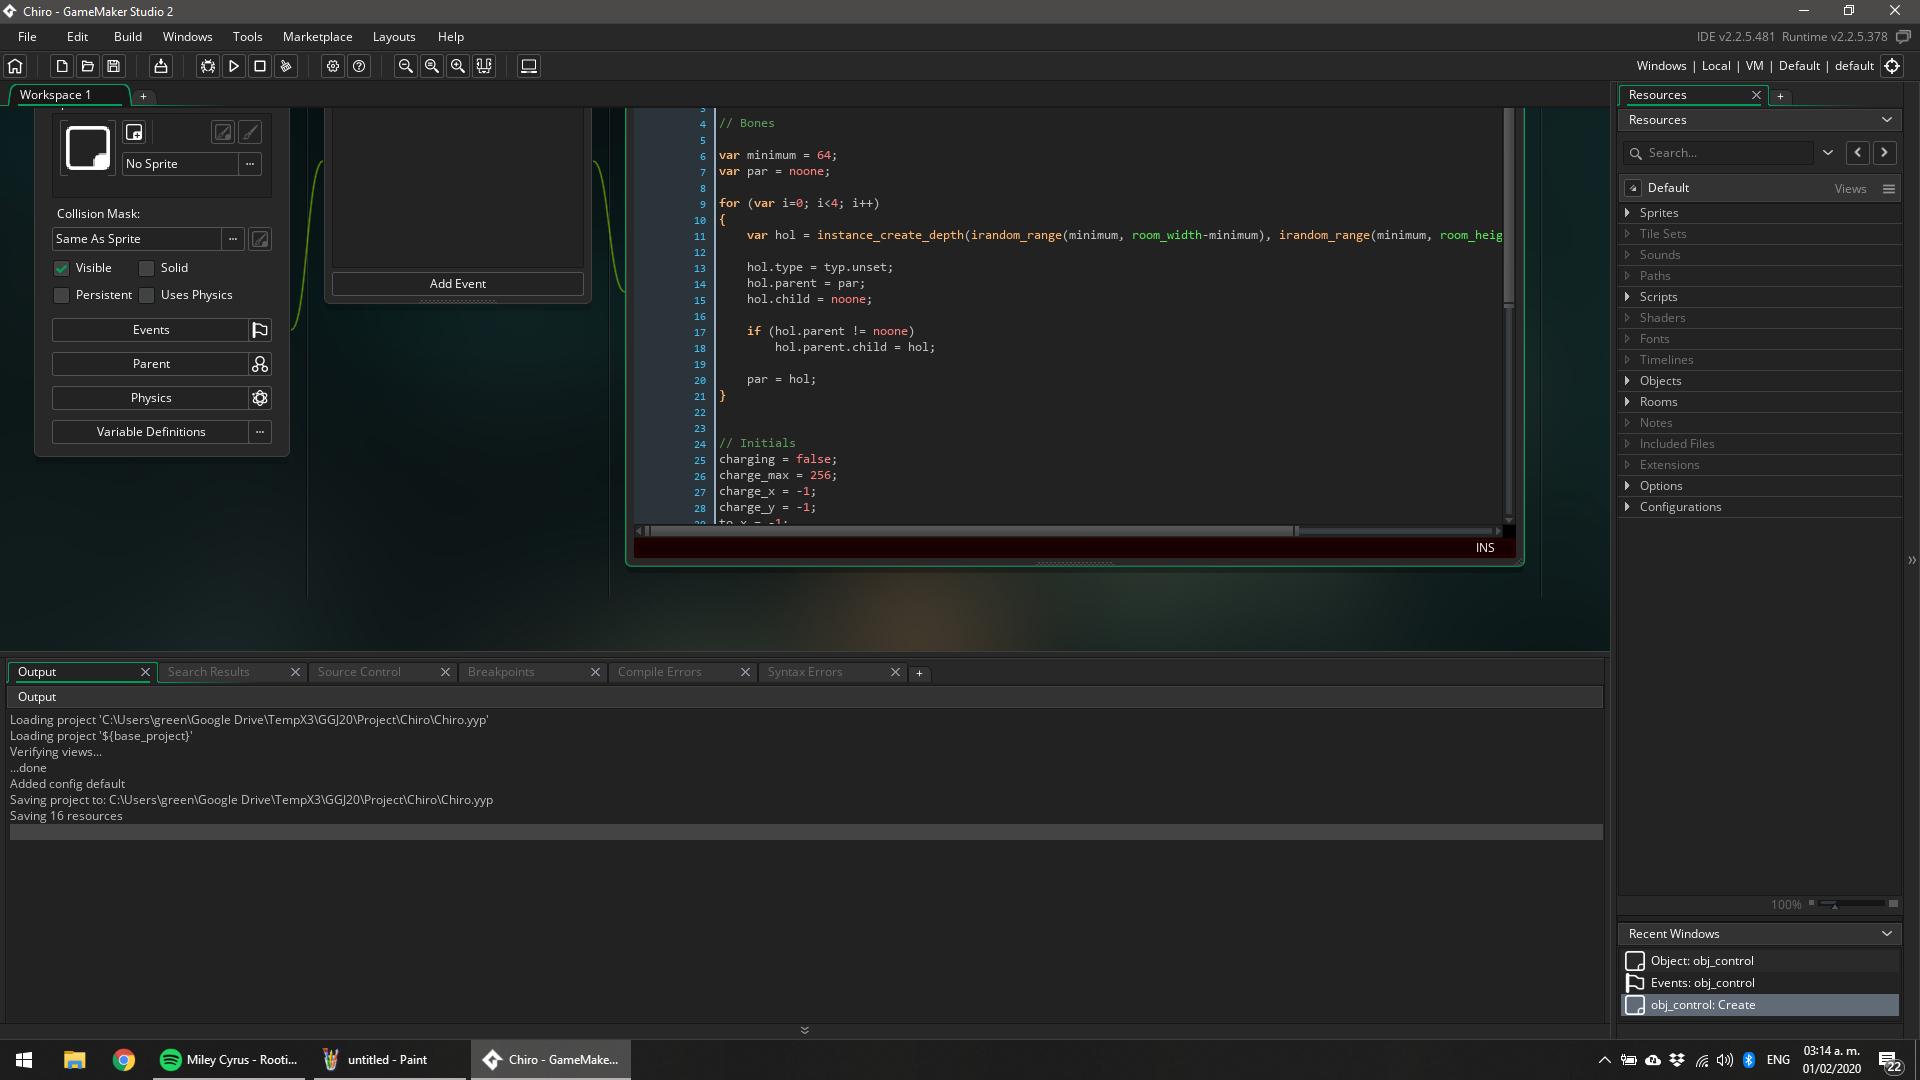 Chiro - GameMaker Studio 2
File Edit Build Windows Tools Marketplace Layouts Help
IDE v2.2.5.481 Runtime v2.2.5.378
Windows | Local | VM | Default | default
Workspace 1
+
No Sprite
...
Collision Mask:
Same As Sprite
...
Visible
Solid
Persistent
Uses Physics
Events
Parent
Physics
Variable Definitions
...
Add Event
3
4 // Bones
5
6 var minimum = 64;
7 var par = noone;
8
9 for (var i=0; i<4; i++)
10 {
11 var hol = instance_create_depth(irandom_range(minimum, room_width-minimum), irandom_range(minimum, room_heig
12
13 hol.type = typ.unset;
14 hol.parent = par;
15 hol.child = noone;
16
17 if (hol.parent != noone)
18 hol.parent.child = hol;
19
20 par = hol;
21 }
22
23
24 // Initials
25 charging = false;
26 charge_max = 256;
27 charge_x = -1;
28 charge_y = -1;
29 to_x = -1;
INS
Resources
+
Resources
Search...
Default
Views
Sprites
Tile Sets
Sounds
Paths
Scripts
Shaders
Fonts
Timelines
Objects
Rooms
Notes
Included Files
Extensions
Options
Configurations
100%
Recent Windows
Object: obj_control
Events: obj_control
obj_control: Create
Output
Search Results
Source Control
Breakpoints
Compile Errors
Syntax Errors
+
Output
Loading project 'C:\Users\green\Google Drive\TempX3\GGJ20\Project\Chiro\Chiro.yyp'
Loading project '${base_project}'
Verifying views...
...done
Added config default
Saving project to: C:\Users\green\Google Drive\TempX3\GGJ20\Project\Chiro\Chiro.yyp
Saving 16 resources
Miley Cyrus - Rooti...
untitled - Paint
Chiro - GameMake...
ENG
03:14 a. m.
01/02/2020
22